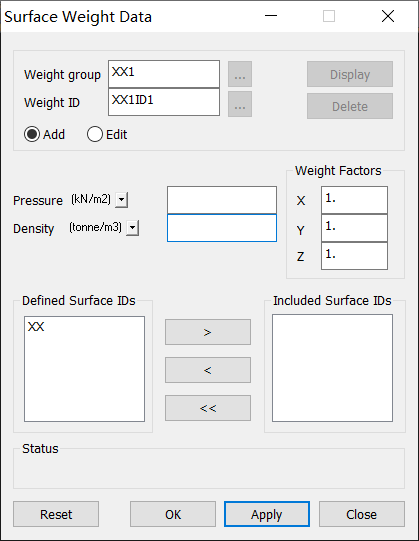 Surface Weight Data
Weight group XX1 ... Display
Weight ID XX1ID1 ... Delete
Add Edit
Weight Factors
Pressure (kN/m2) X 1.
Density (tonne/m3) Y 1.
Z 1.
Defined Surface IDs Included Surface IDs
XX
>
<
<<
Status
Reset OK Apply Close